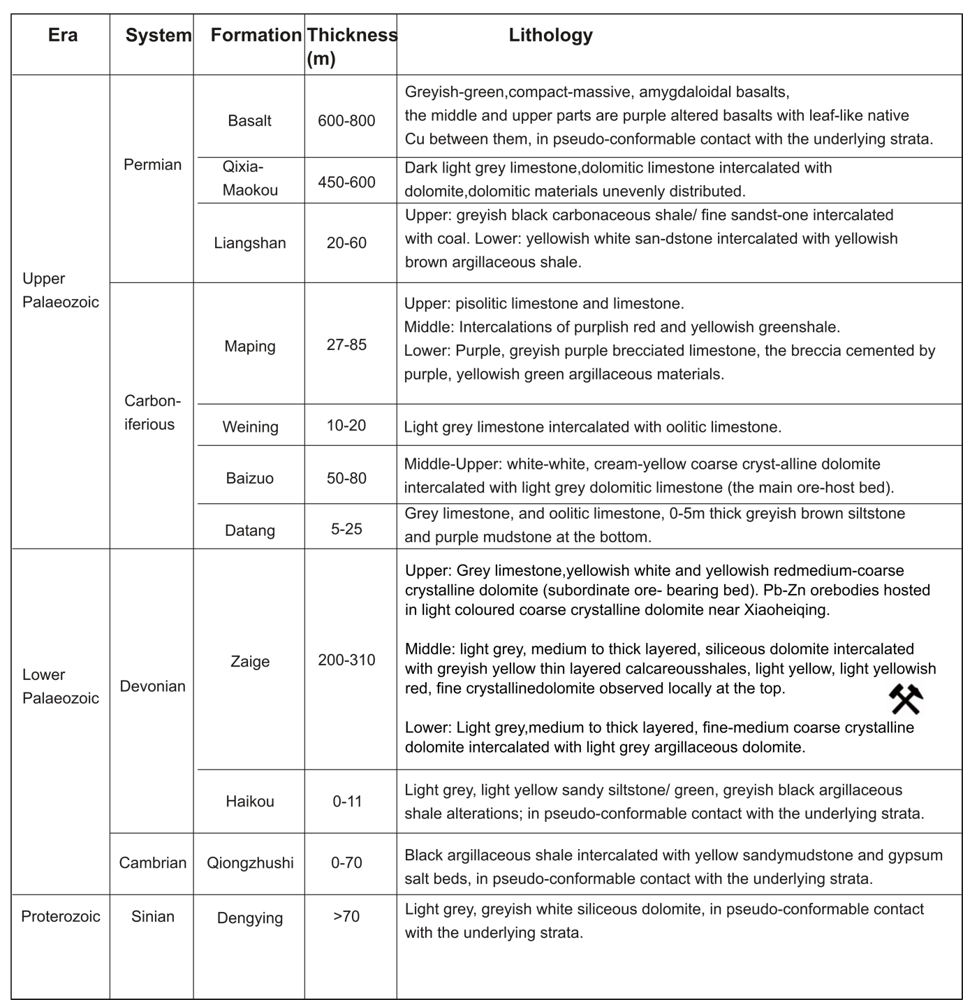 Era
System
Formation
Thickness
(m)
Lithology
Upper
Palaeozoic
Permian
Basalt
600-800
Greyish-green,compact-massive, amygdaloidal basalts,
the middle and upper parts are purple altered basalts with leaf-like native
Cu between them, in pseudo-conformable contact with the underlying strata.
Qixia-
Maokou
450-600
Dark light grey limestone,dolomitic limestone intercalated with
dolomite,dolomitic materials unevenly distributed.
Liangshan
20-60
Upper: greyish black carbonaceous shale/ fine sandst-one intercalated
with coal. Lower: yellowish white san-dstone intercalated with yellowish
brown argillaceous shale.
Carbon-
iferious
Maping
27-85
Upper: pisolitic limestone and limestone.
Middle: Intercalations of purplish red and yellowish greenshale.
Lower: Purple, greyish purple brecciated limestone, the breccia cemented by
purple, yellowish green argillaceous materials.
Weining
10-20
Light grey limestone intercalated with oolitic limestone.
Baizuo
50-80
Middle-Upper: white-white, cream-yellow coarse cryst-alline dolomite
intercalated with light grey dolomitic limestone (the main ore-host bed).
Datang
5-25
Grey limestone, and oolitic limestone, 0-5m thick greyish brown siltstone
and purple mudstone at the bottom.
Lower
Palaeozoic
Devonian
Zaige
200-310
Upper: Grey limestone,yellowish white and yellowish redmedium-coarse
crystalline dolomite (subordinate ore- bearing bed). Pb-Zn orebodies hosted
in light coloured coarse crystalline dolomite near Xiaoheiqing.
Middle: light grey, medium to thick layered, siliceous dolomite intercalated
with greyish yellow thin layered calcareousshales, light yellow, light yellowish
red, fine crystallinedolomite observed locally at the top.
Lower: Light grey,medium to thick layered, fine-medium coarse crystalline
dolomite intercalated with light grey argillaceous dolomite.
Haikou
0-11
Light grey, light yellow sandy siltstone/ green, greyish black argillaceous
shale alterations; in pseudo-conformable contact with the underlying strata.
Cambrian
Qiongzhushi
0-70
Black argillaceous shale intercalated with yellow sandymudstone and gypsum
salt beds, in pseudo-conformable contact with the underlying strata.
Proterozoic
Sinian
Dengying
>70
Light grey, greyish white siliceous dolomite, in pseudo-conformable contact
with the underlying strata.